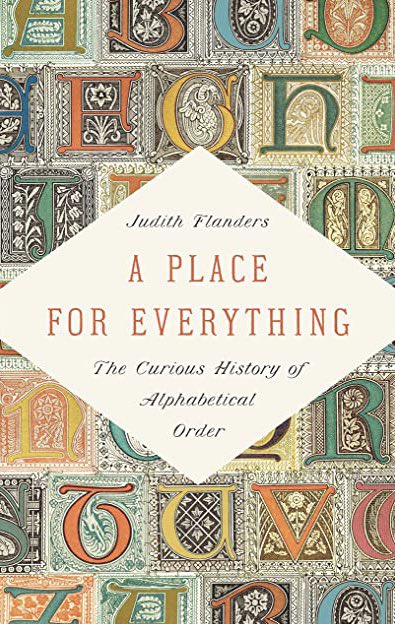 Judith Flanders
A PLACE
FOR EVERYTHING
The Curious History of
Alphabetical
Order